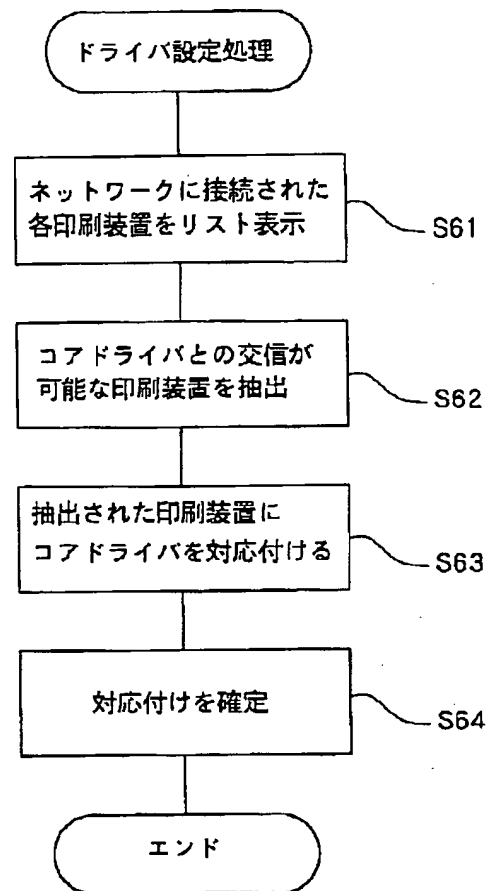 ドライバ設定処理
ネットワークに接続された
各印刷装置をリスト表示
S61
コアドライバとの交信が
可能な印刷装置を抽出
S62
抽出された印刷装置に
コアドライバを対応付ける
S63
対応付けを確定
S64
エンド